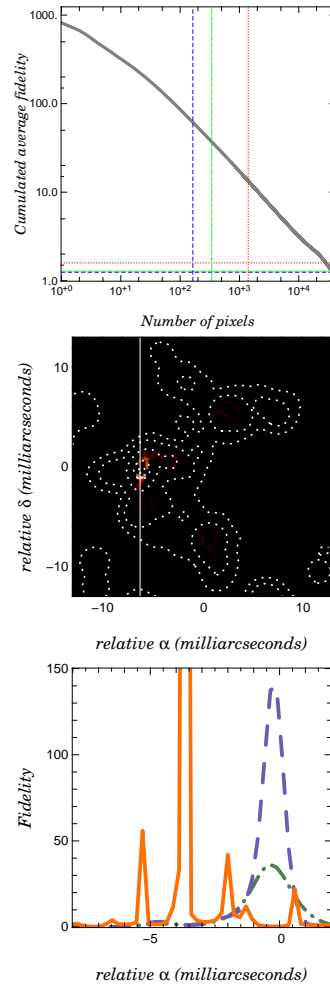 1000.
100.0
10.0
1.0
10+0 10+1 10+2 10+3 10+4
Cumulated average fidelity
Number of pixels
10
0
−10
−10 0 10
relative δ (milliarcseconds)
relative α (milliarcseconds)
150
100
50
0
−5 0
Fidelity
relative α (milliarcseconds)